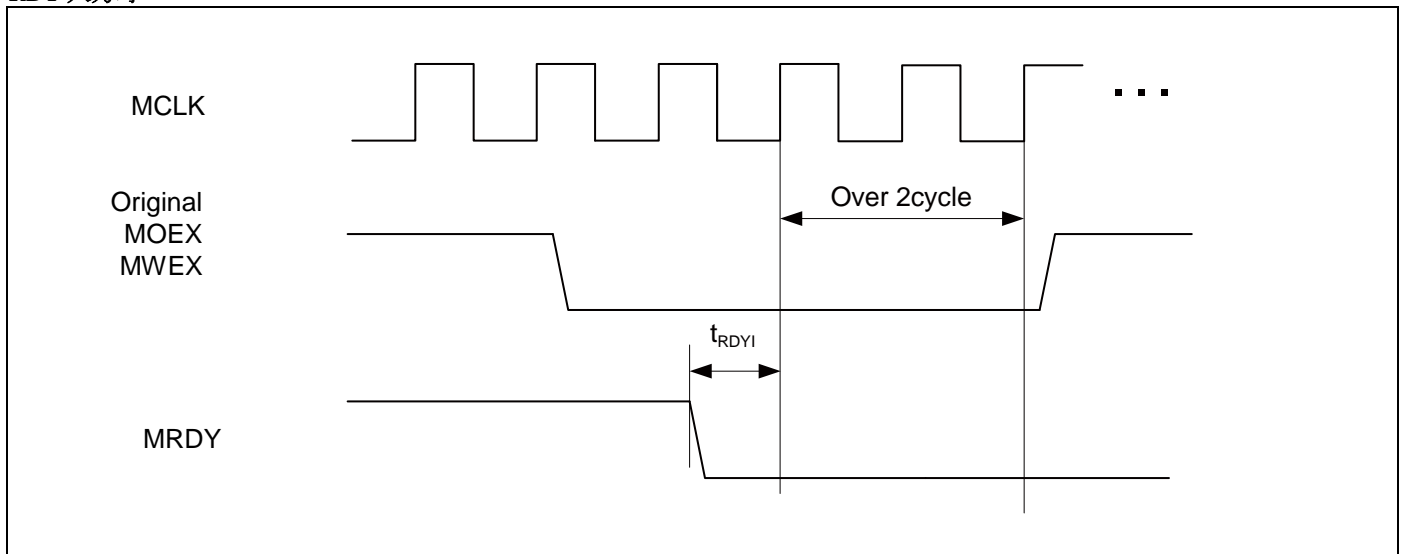 MCLK
. . .
Original
MOEX
MWEX
Over 2cycle
tRDYI
MRDY